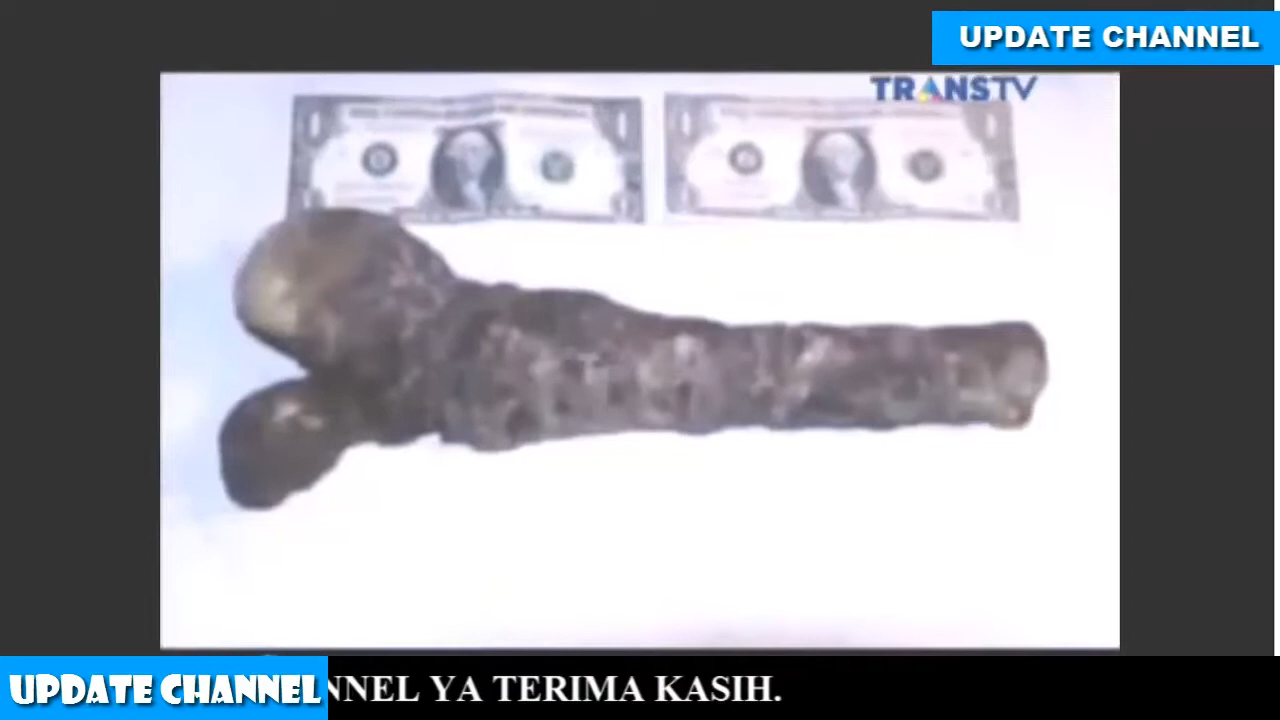 UPDATE CHANNEL
TRANSTV
UPDATE CHANNEL
NNEL YA TERIMA KASIH.